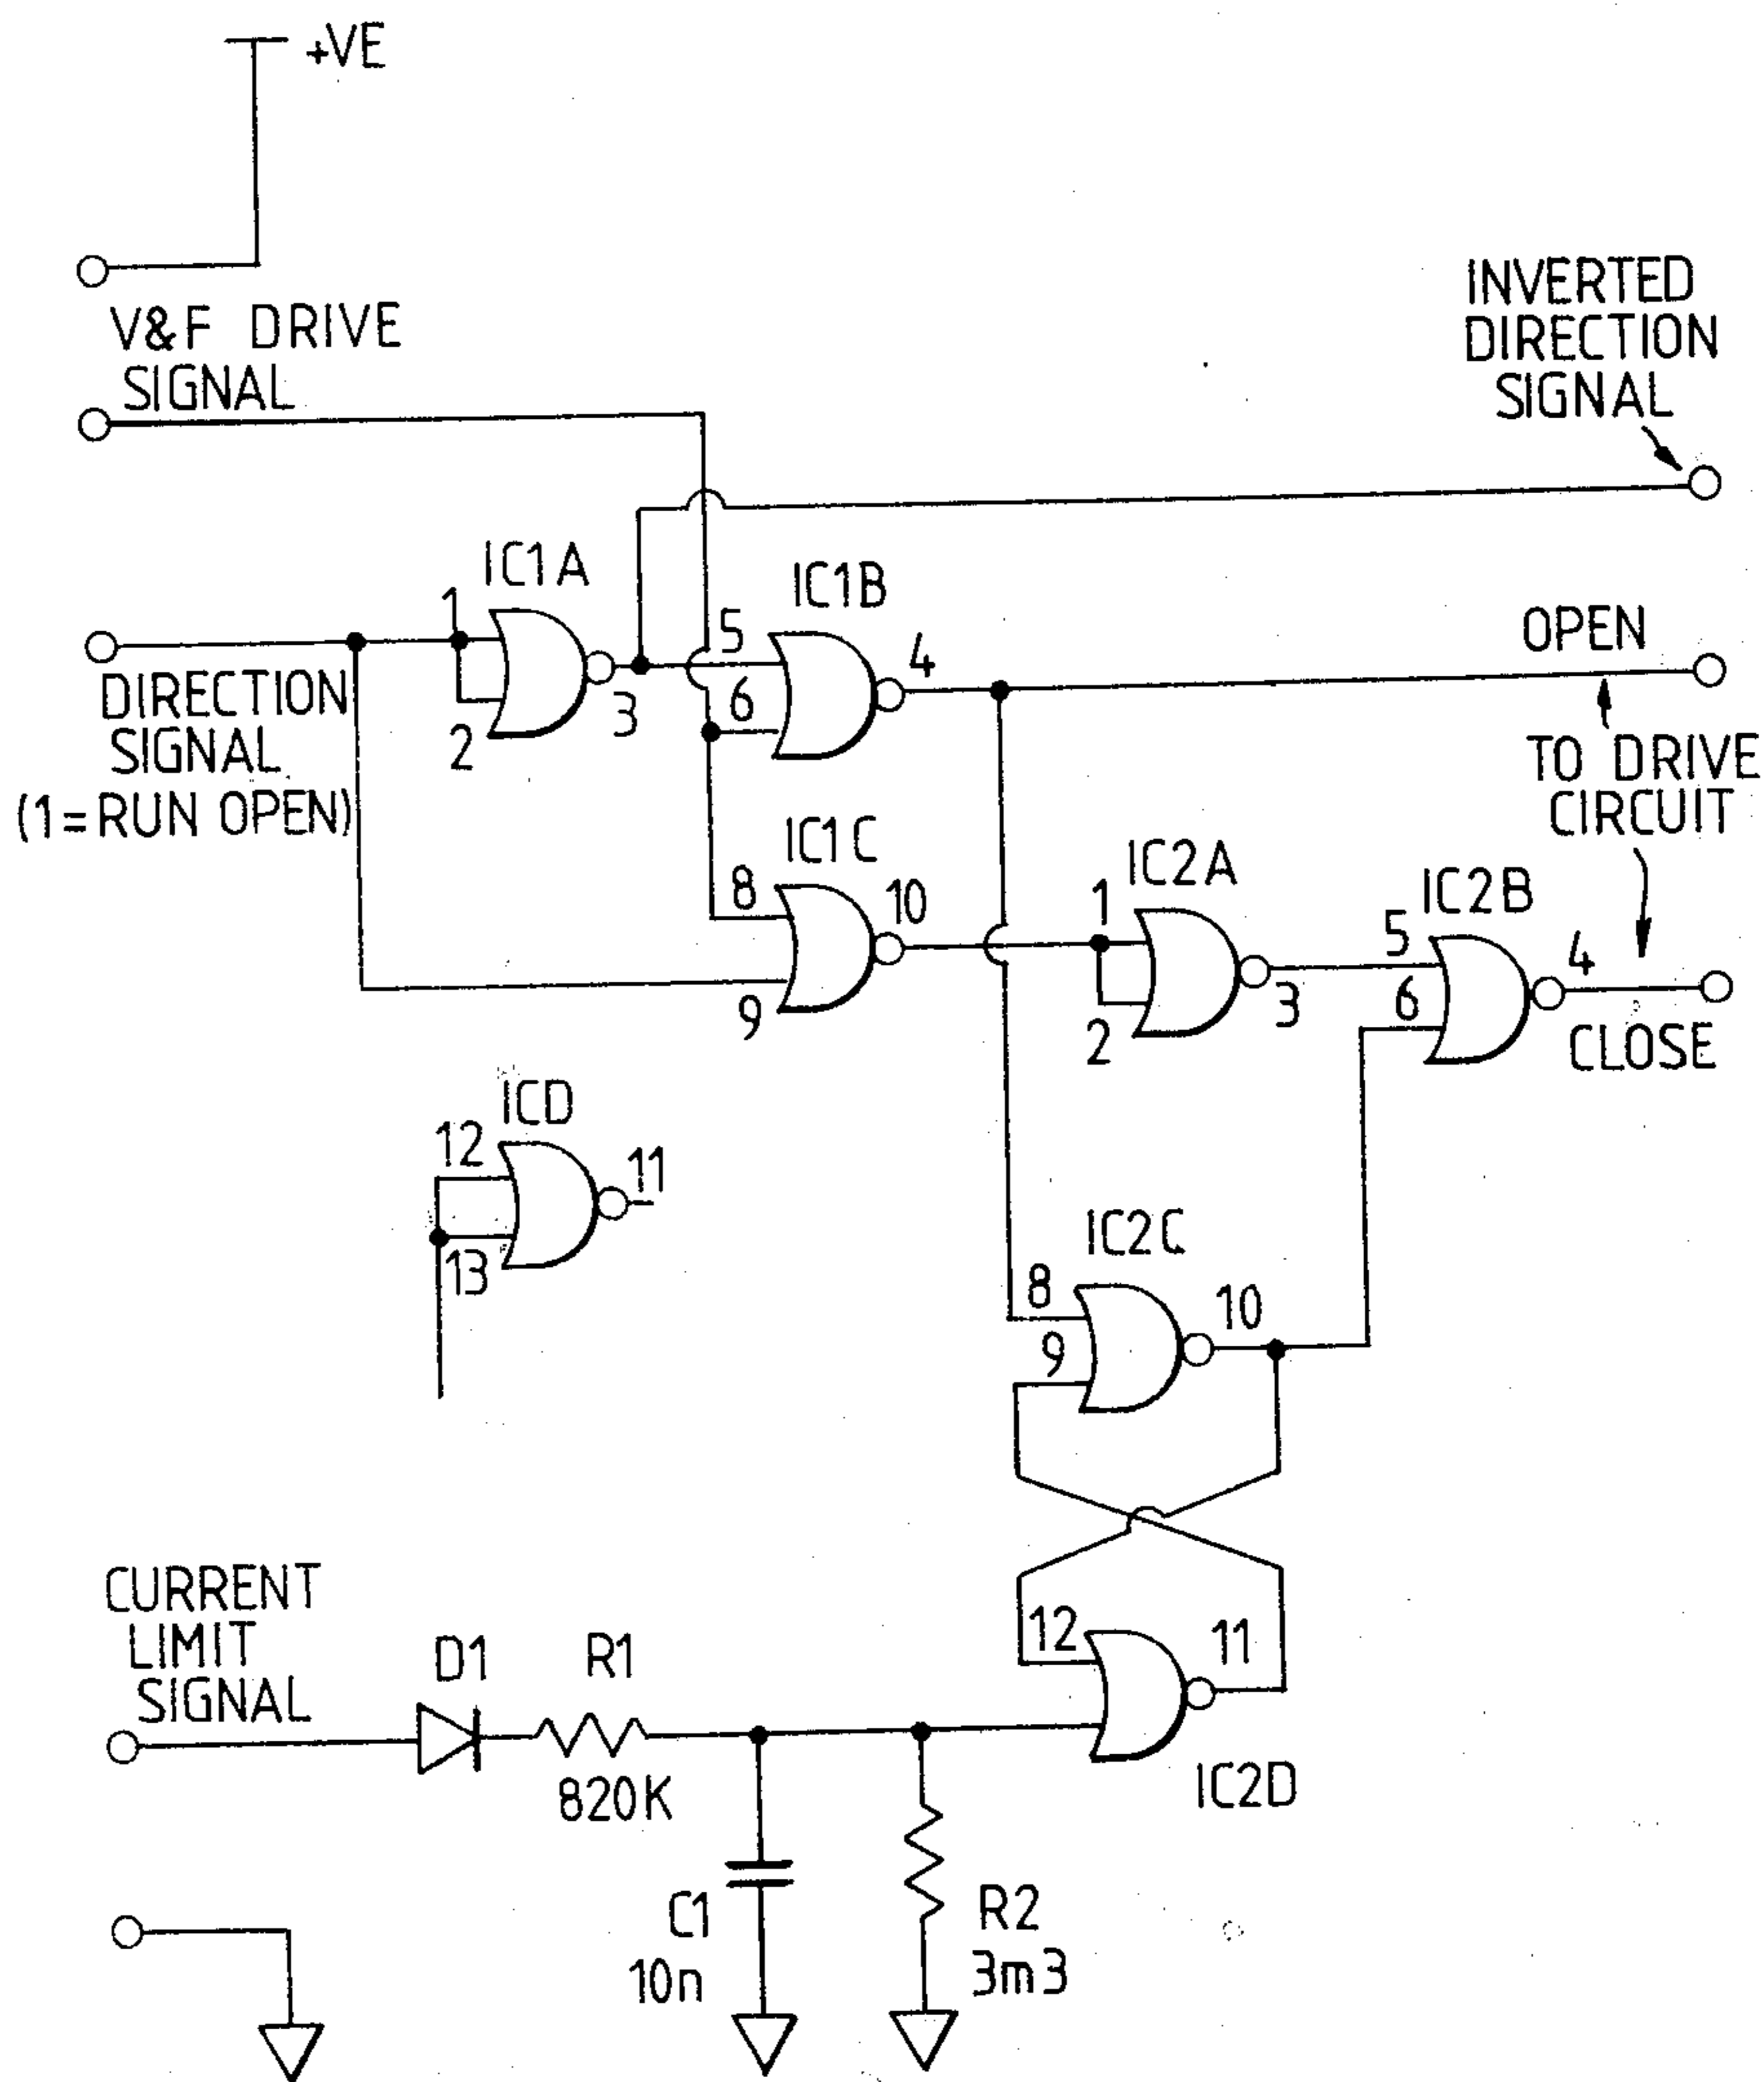 +VE
V&F DRIVE
SIGNAL
INVERTED
DIRECTION
SIGNAL
IC1A
IC1B
1
2
3
5
6
4
OPEN
DIRECTION
SIGNAL
(1=RUN OPEN)
TO DRIVE
CIRCUIT
IC1C
8
9
10
IC2A
1
2
3
IC2B
5
6
4
CLOSE
ICD
12
13
11
IC2C
8
9
10
CURRENT
LIMIT
SIGNAL
D1
R1
820K
12
11
IC2D
C1
10n
R2
3m3